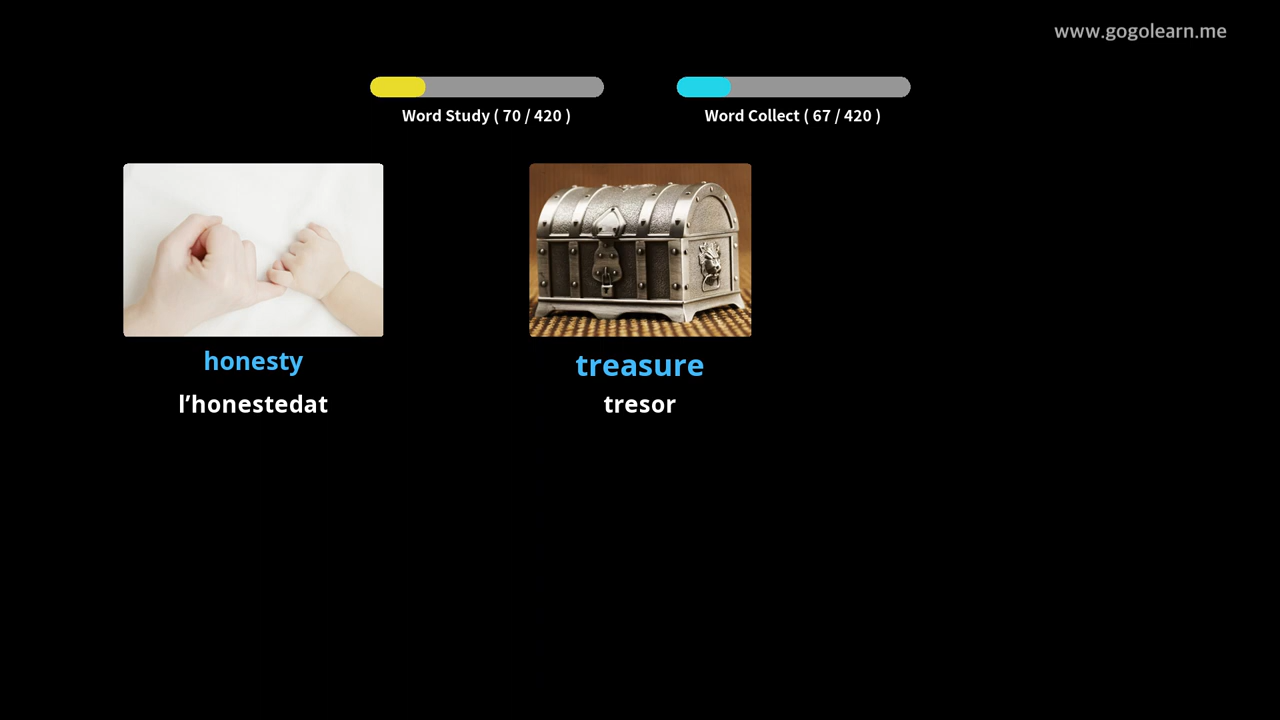 www.gogolearn.me
Word Study ( 70 / 420 )
Word Collect ( 67 / 420 )
honesty
l’honestedat
treasure
tresor